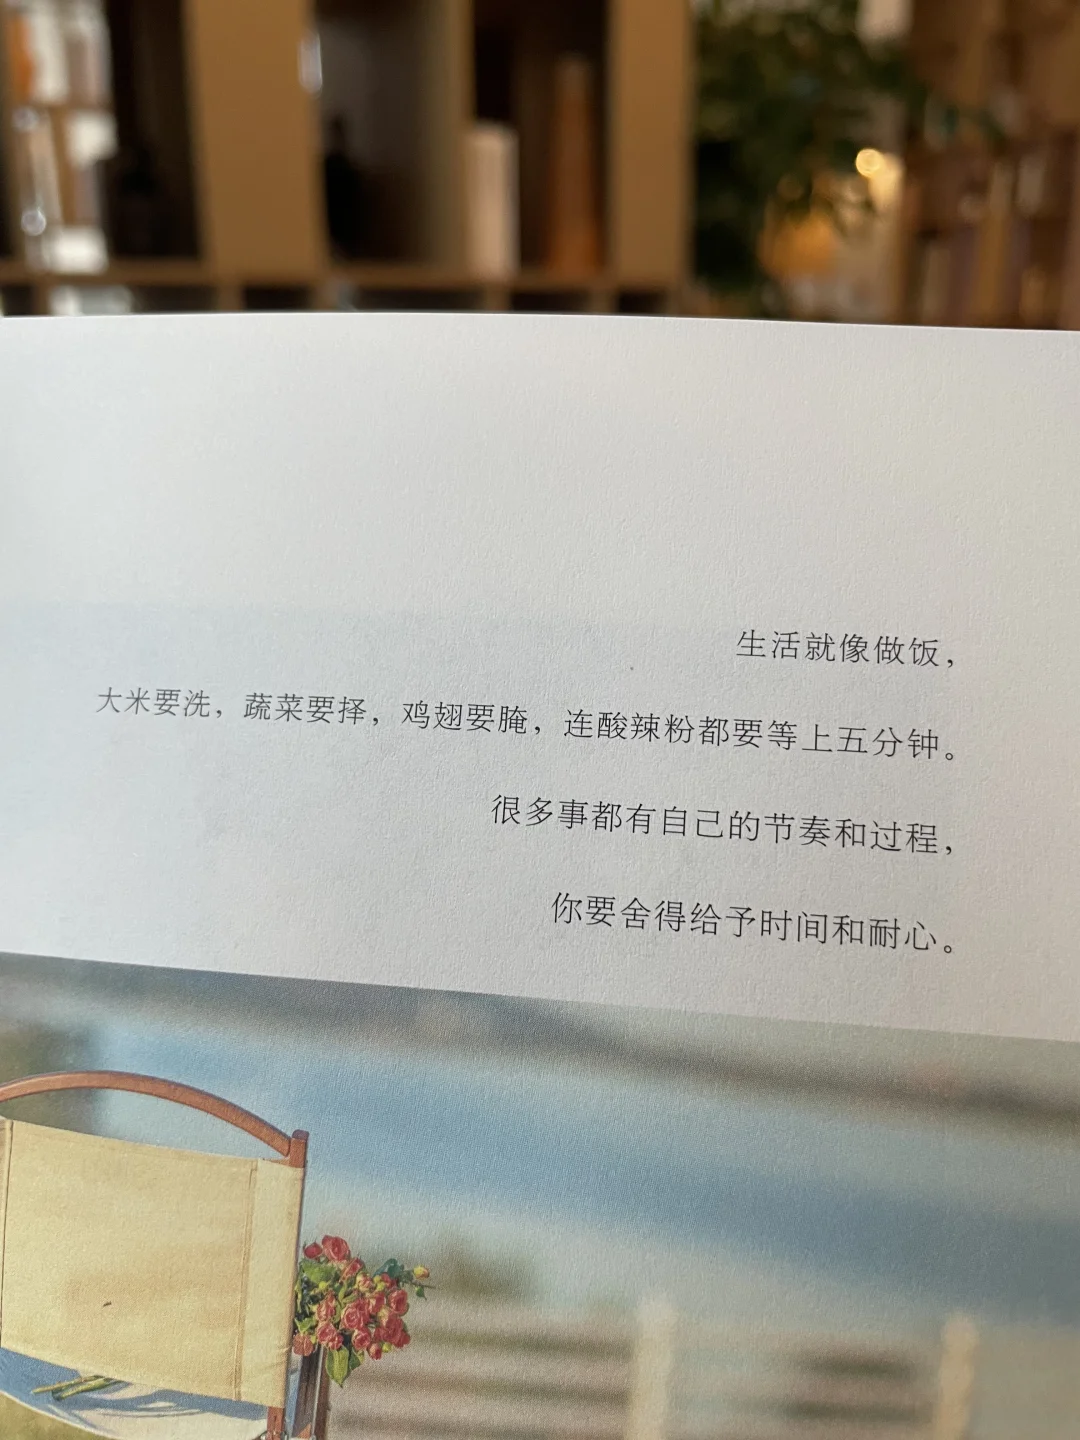 生活就像做饭，
大米要洗，蔬菜要择，鸡翅要腌，连酸辣粉都要等上五分钟。
很多事都有自己的节奏和过程，
你要舍得给予时间和耐心。